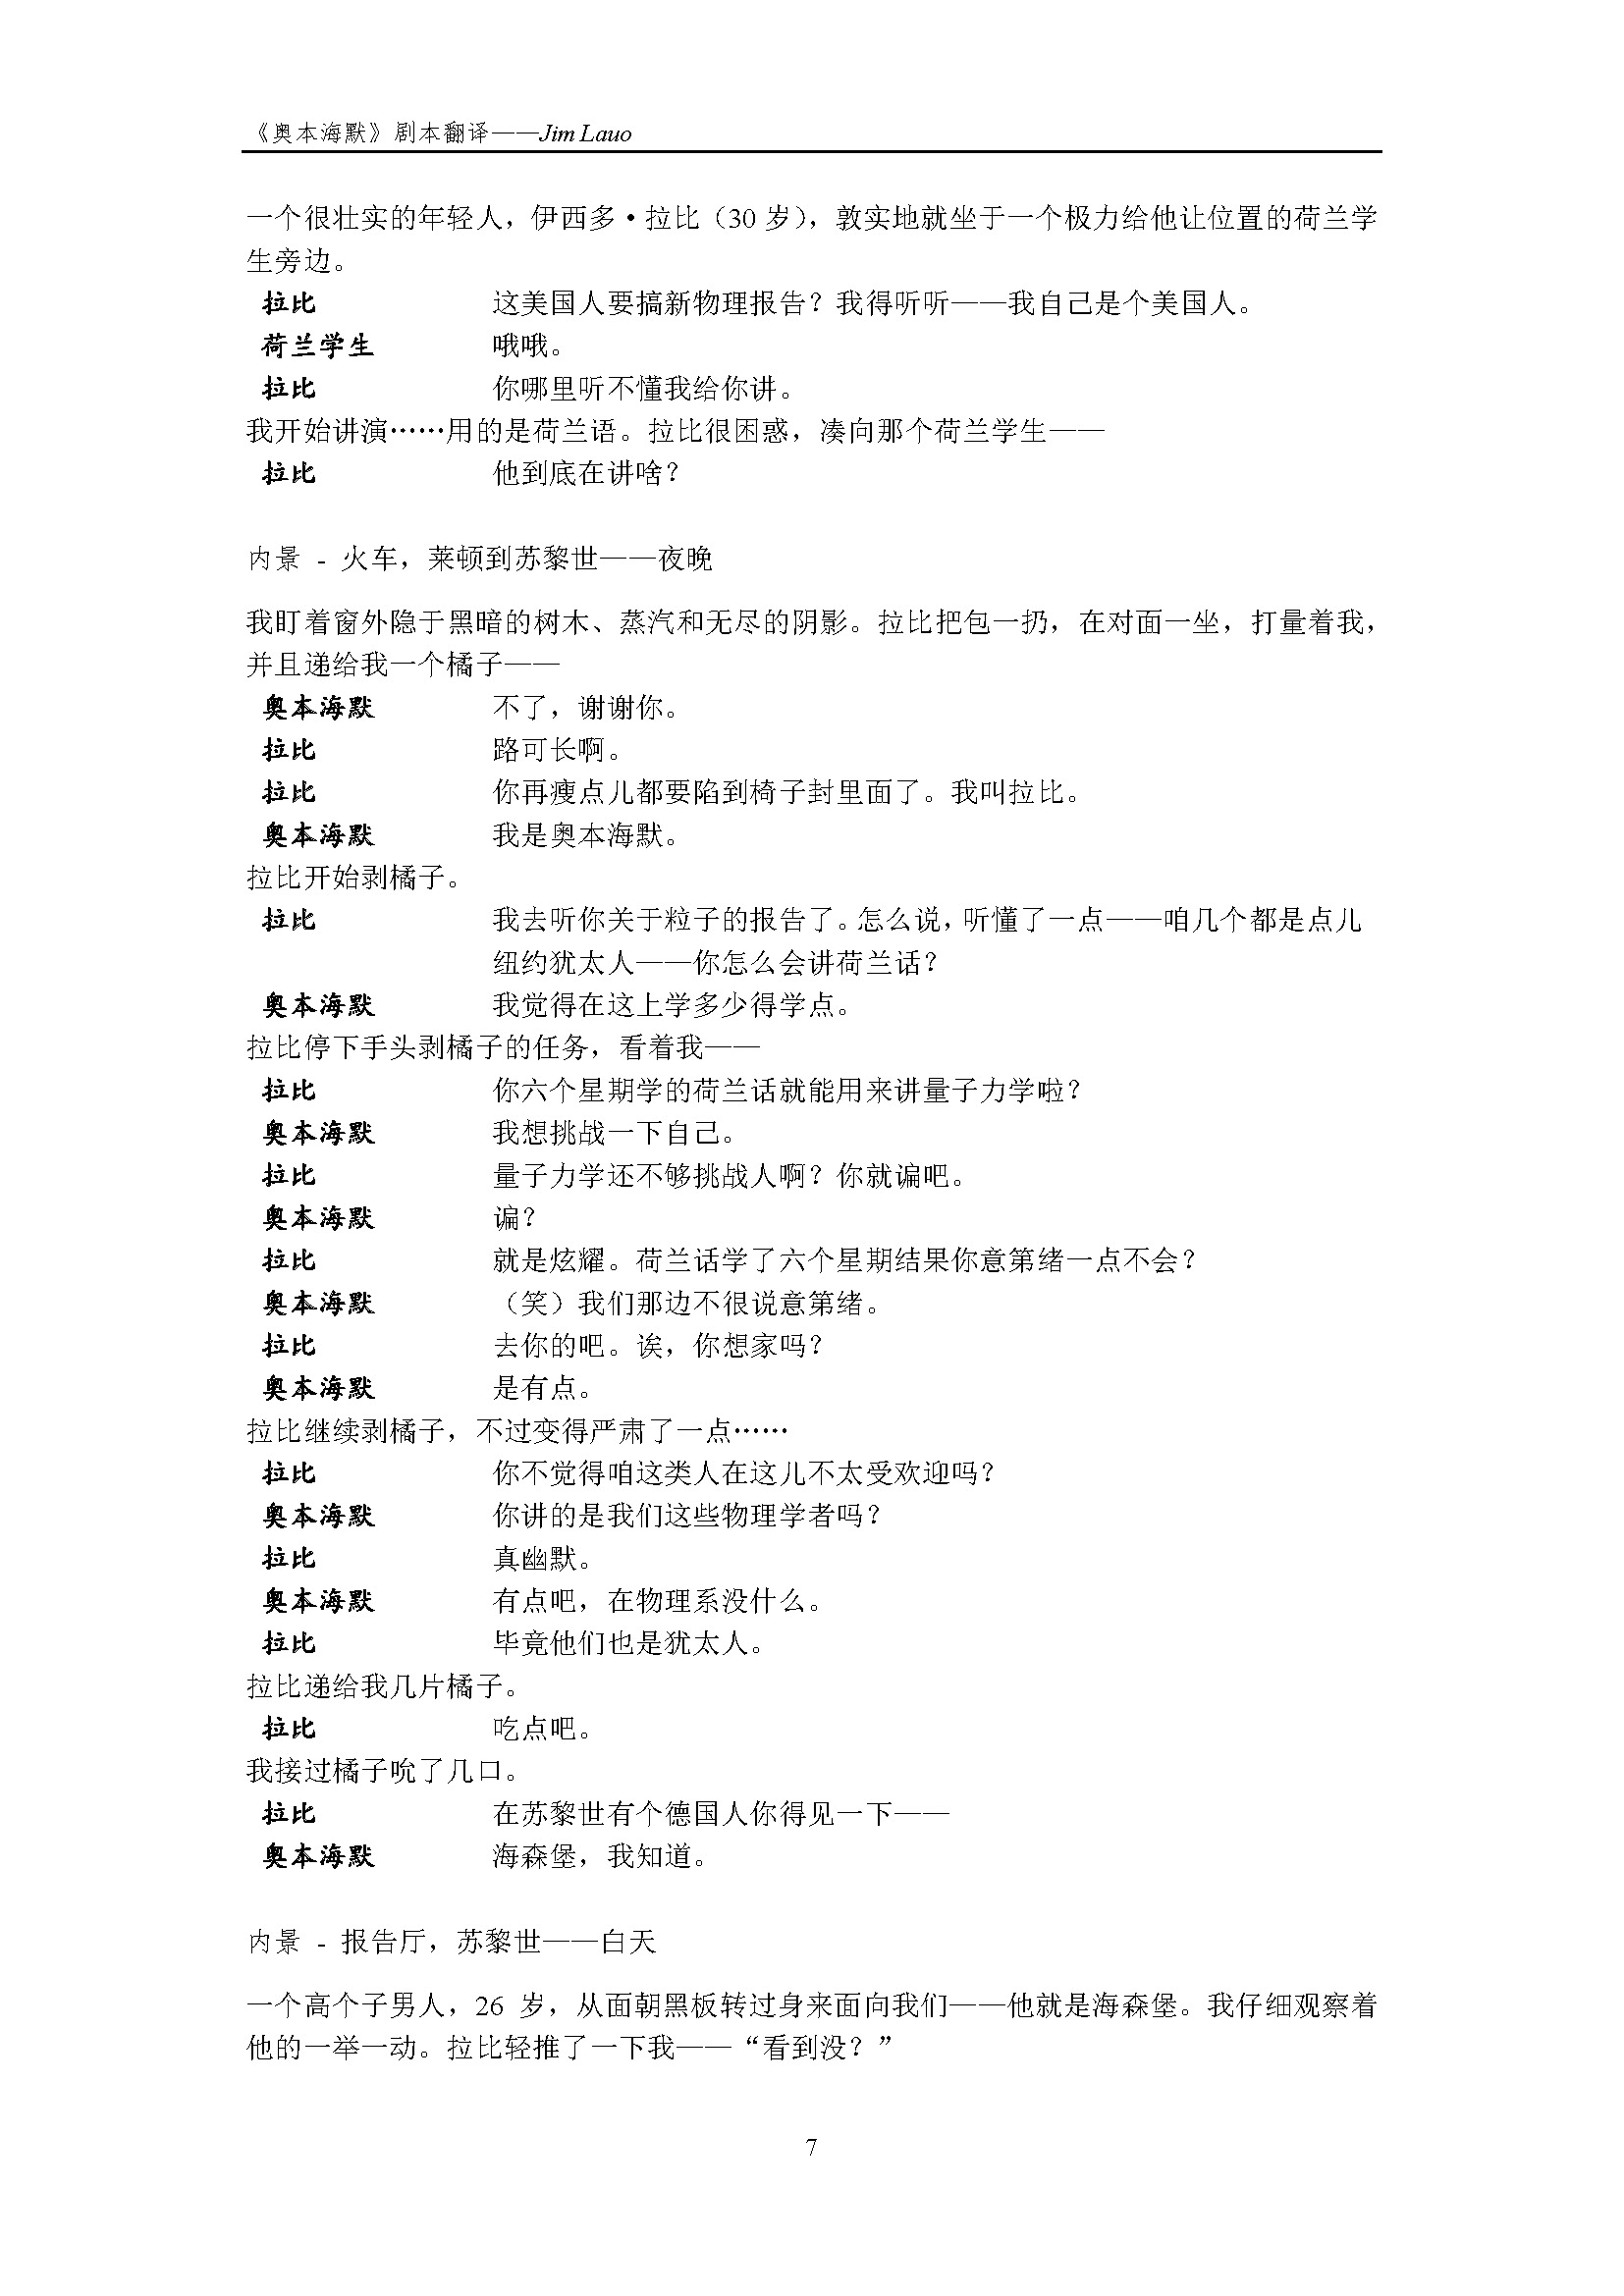 《奥本海默》剧本翻译——Jim Lauo
一个很壮实的年轻人，伊西多·拉比（30 岁），敦实地就坐于一个极力给他让位置的荷兰学
生旁边。
拉比 这美国人要搞新物理报告？我得听听——我自己是个美国人。
荷兰学生 哦哦。
拉比 你哪里听不懂我给你讲。
我开始讲演……用的是荷兰语。拉比很困惑，凑向那个荷兰学生——
拉比 他到底在讲啥？
内景 - 火车，莱顿到苏黎世——夜晚
我盯着窗外隐于黑暗的树木、蒸汽和无尽的阴影。拉比把包一扔，在对面一坐，打量着我，
并且递给我一个橘子——
奥本海默 不了，谢谢你。
拉比 路可长啊。
拉比 你再瘦点儿都要陷到椅子封里面了。我叫拉比。
奥本海默 我是奥本海默。
拉比开始剥橘子。
拉比 我去听你关于粒子的报告了。怎么说，听懂了一点——咱几个都是点儿
纽约犹太人——你怎么会讲荷兰话？
奥本海默 我觉得在这上学多少得学点。
拉比停下手头剥橘子的任务，看着我——
拉比 你六个星期学的荷兰话就能用来讲量子力学啦？
奥本海默 我想挑战一下自己。
拉比 量子力学还不够挑战人啊？你就谝吧。
奥本海默 谝？
拉比 就是炫耀。荷兰话学了六个星期结果你意第绪一点不会？
奥本海默 （笑）我们那边不很说意第绪。
拉比 去你的吧。诶，你想家吗？
奥本海默 是有点。
拉比继续剥橘子，不过变得严肃了一点……
拉比 你不觉得咱这类人在这儿不太受欢迎吗？
奥本海默 你讲的是我们这些物理学者吗？
拉比 真幽默。
奥本海默 有点吧，在物理系没什么。
拉比 毕竟他们也是犹太人。
拉比递给我几片橘子。
拉比 吃点吧。
我接过橘子吮了几口。
拉比 在苏黎世有个德国人你得见一下——
奥本海默 海森堡，我知道。
内景 - 报告厅，苏黎世——白天
一个高个子男人，26 岁，从面朝黑板转过身来面向我们——他就是海森堡。我仔细观察着
他的一举一动。拉比轻推了一下我——“看到没？”
7